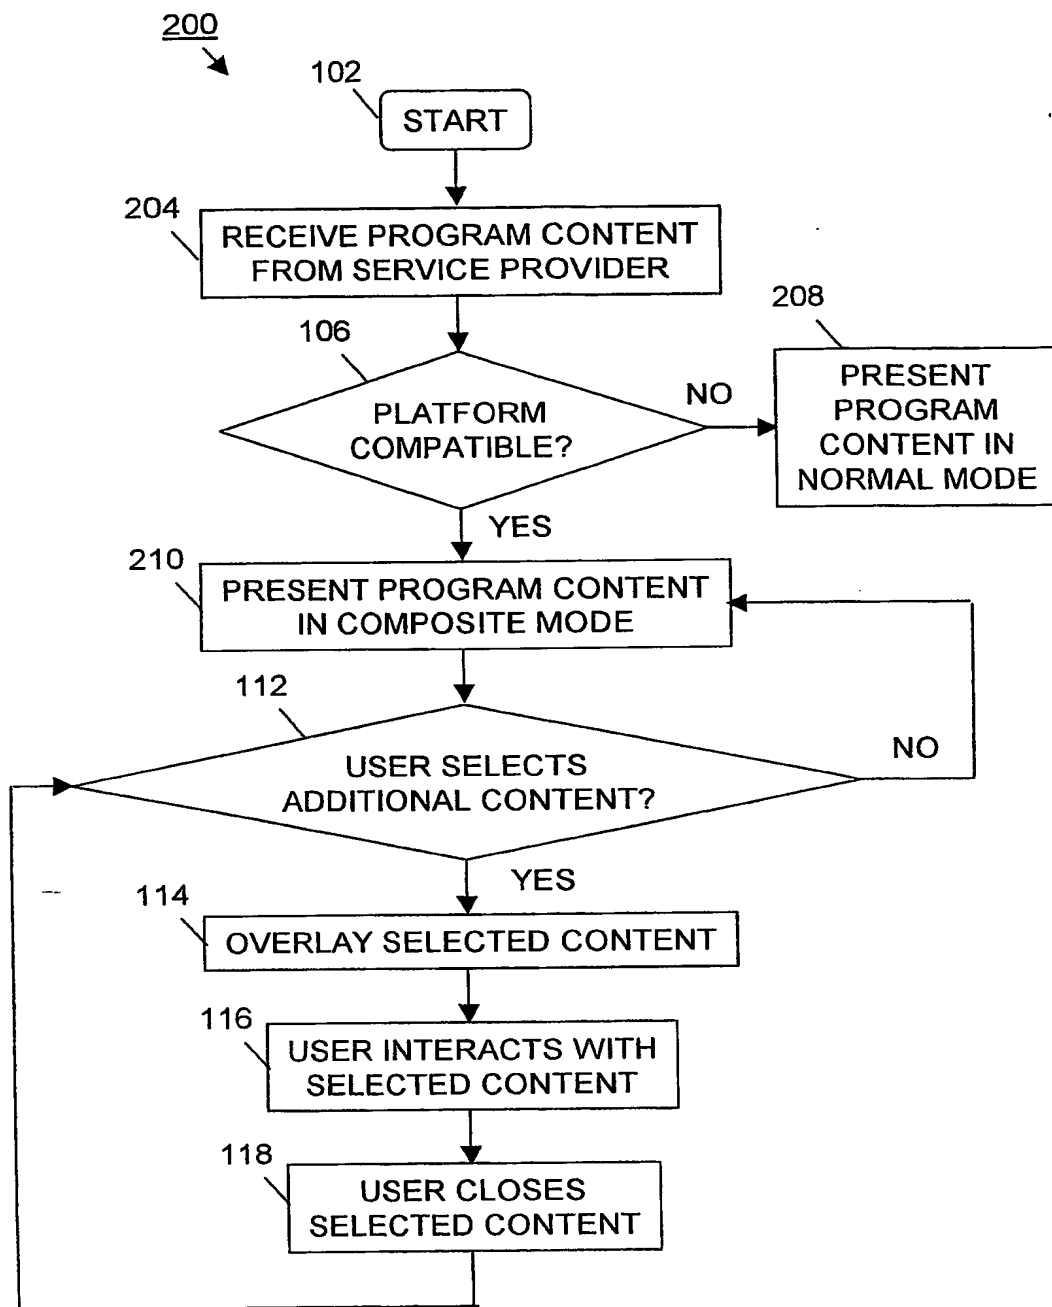 200
102
START
204
RECEIVE PROGRAM CONTENT
FROM SERVICE PROVIDER
106
PLATFORM
COMPATIBLE?
NO
208
PRESENT
PROGRAM
CONTENT IN
NORMAL MODE
YES
210
PRESENT PROGRAM CONTENT
IN COMPOSITE MODE
112
USER SELECTS
ADDITIONAL CONTENT?
NO
YES
114
OVERLAY SELECTED CONTENT
116
USER INTERACTS WITH
SELECTED CONTENT
118
USER CLOSES
SELECTED CONTENT